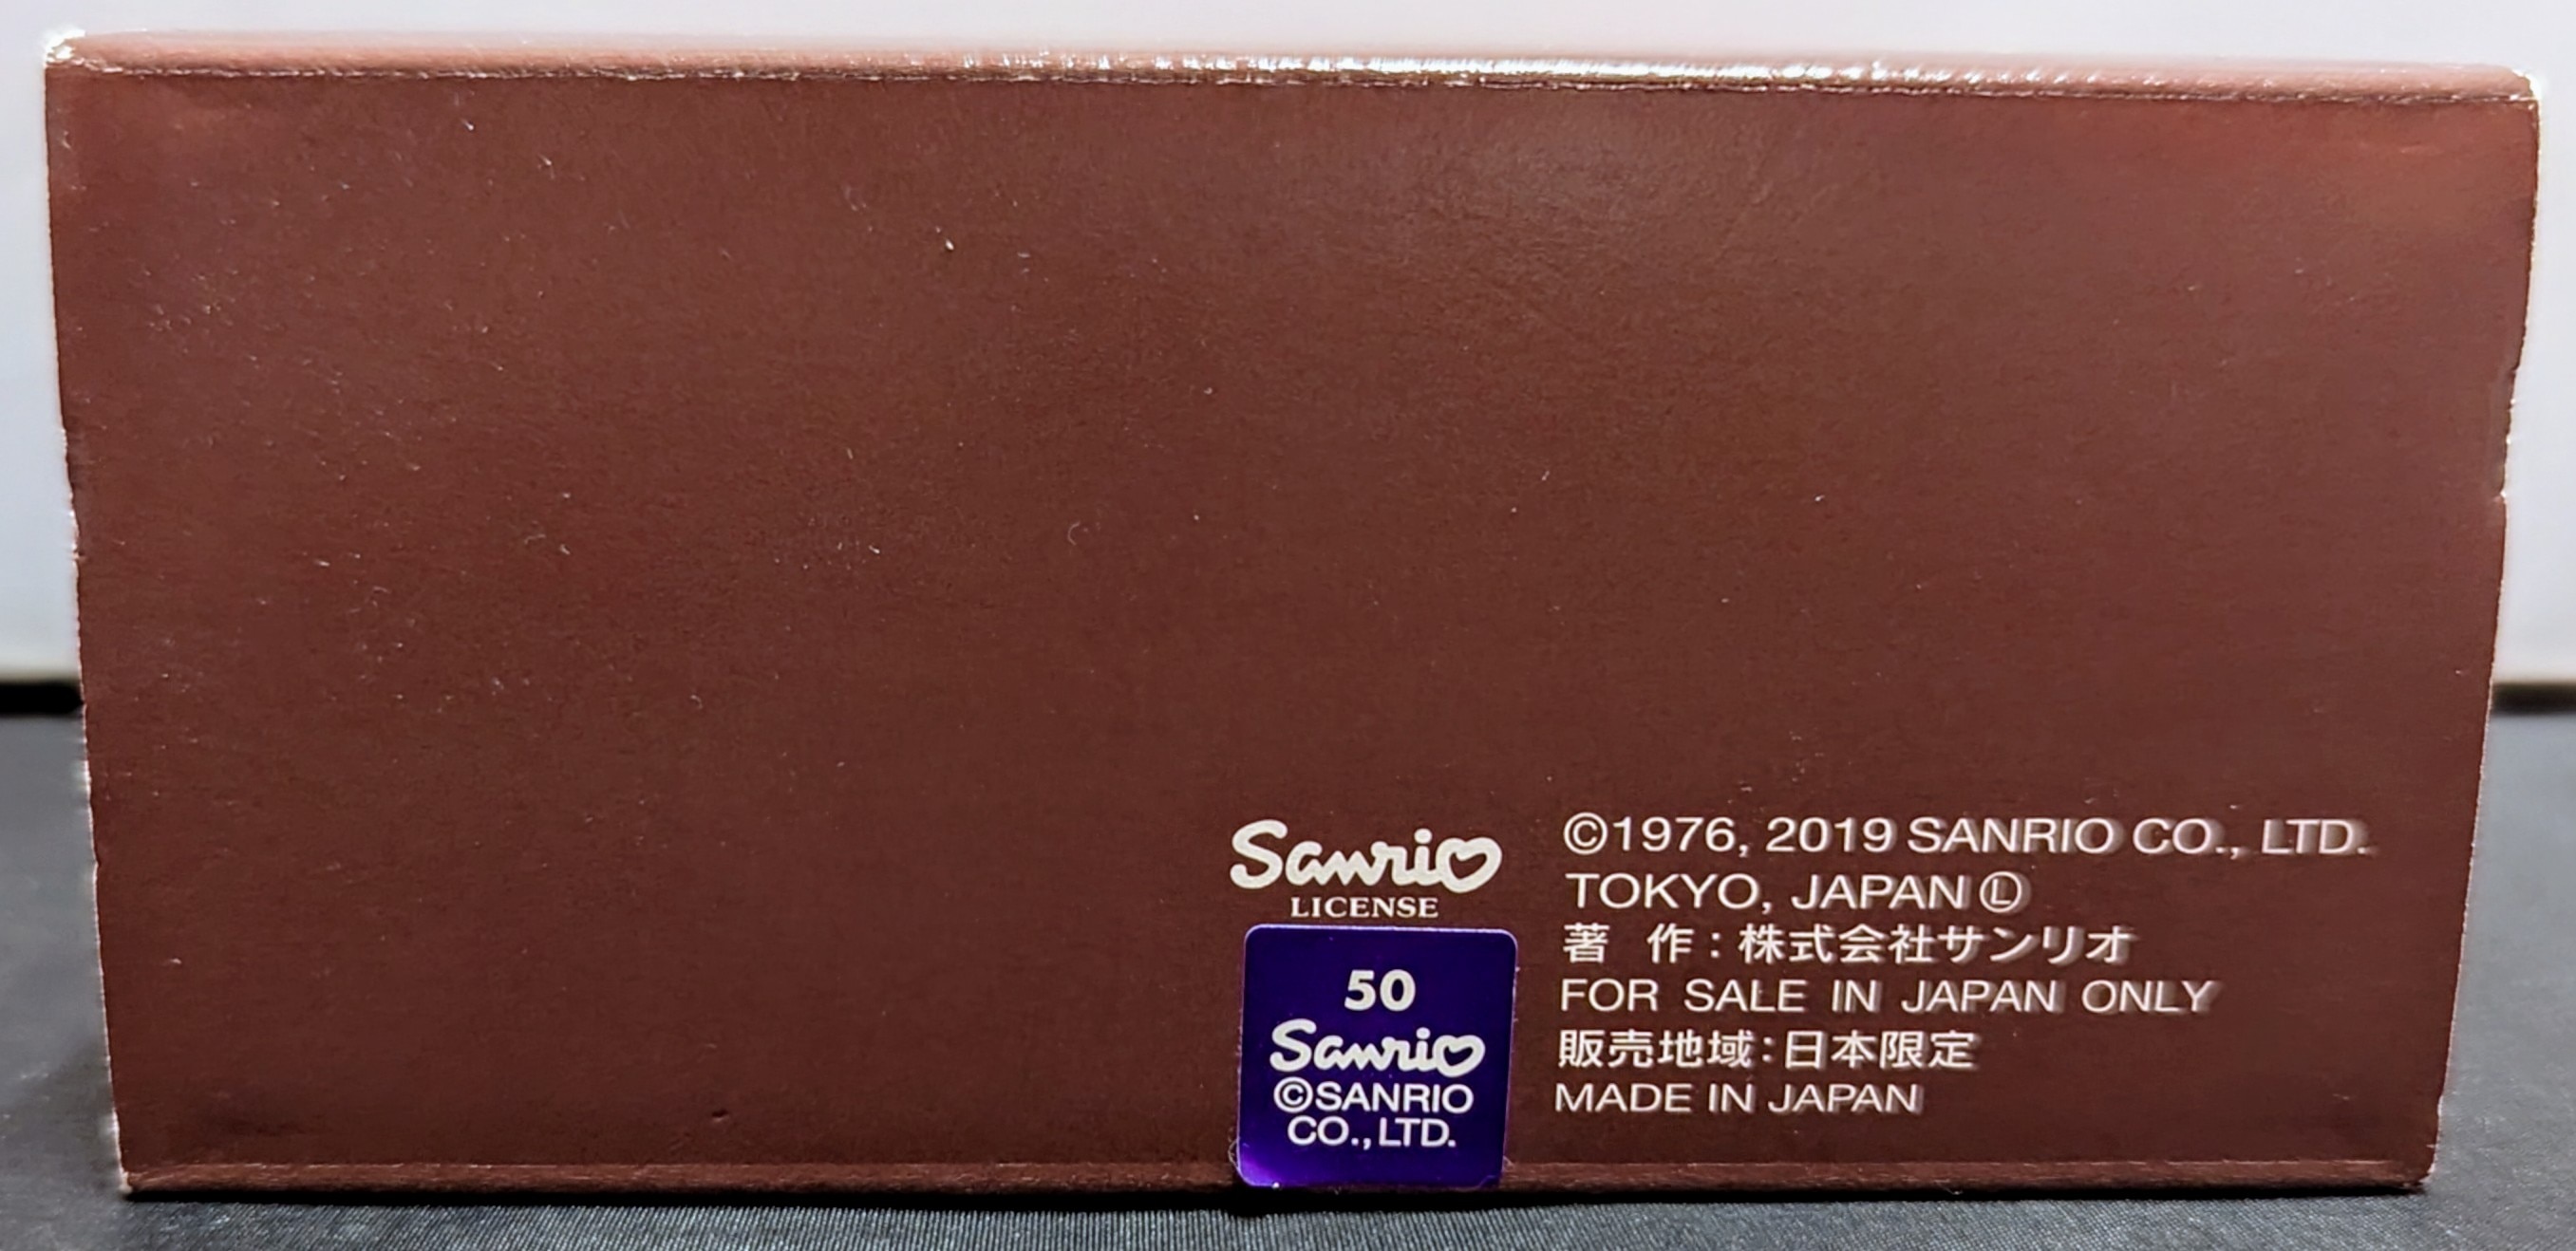 Sanrio
LICENSE
50
Sanrio
©SANRIO
CO.,LTD.
©1976, 2019 SANRIO CO., LTD.
TOKYO, JAPAN Ⓛ
著 作：株式会社サンリオ
FOR SALE IN JAPAN ONLY
販売地域：日本限定
MADE IN JAPAN